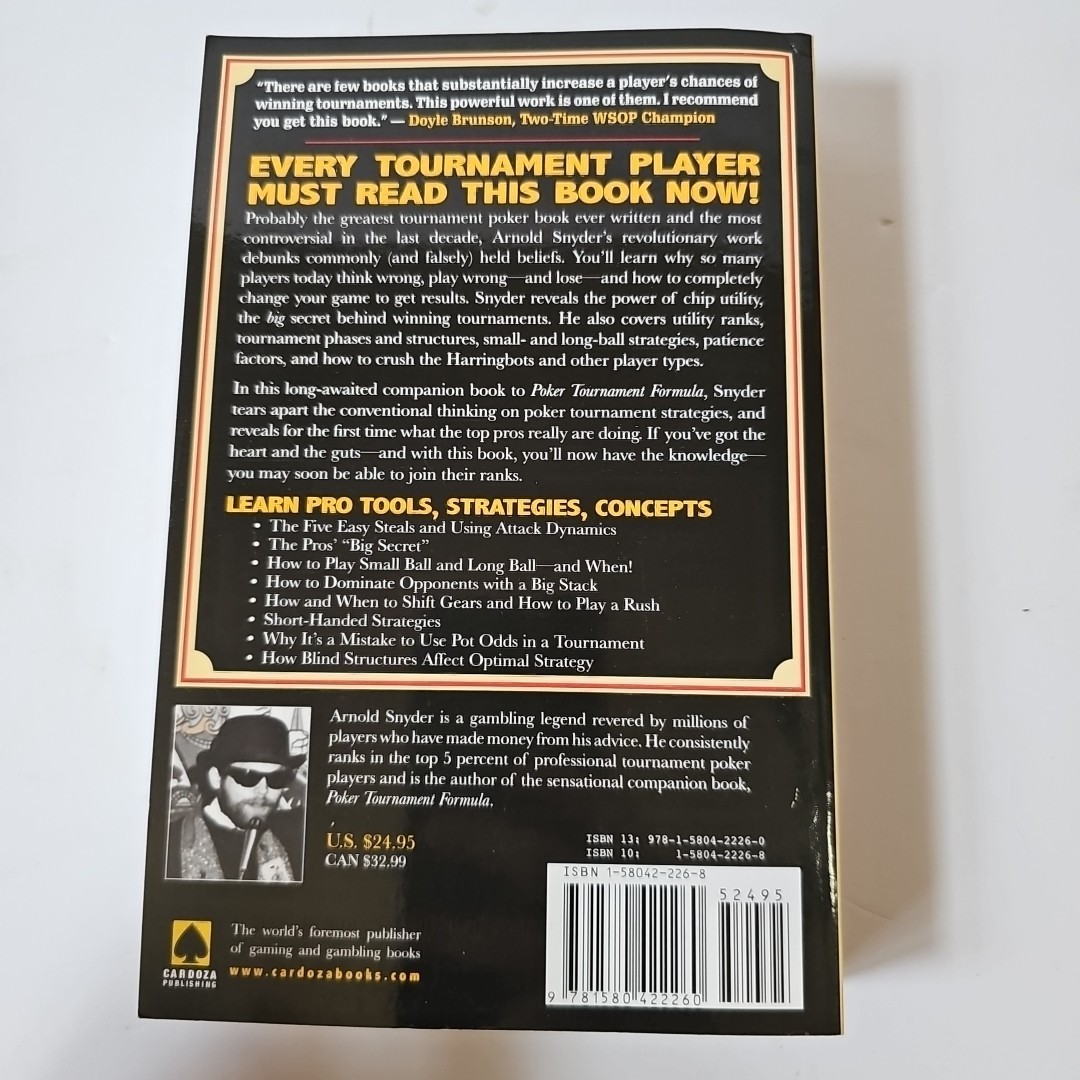 "There are few books that substantially increase a player's chances of
winning tournaments. This powerful work is one of them. I recommend
you get this book." — Doyle Brunson, Two-Time WSOP Champion
EVERY TOURNAMENT PLAYER
MUST READ THIS BOOK NOW!
Probably the greatest tournament poker book ever written and the most
controversial in the last decade, Arnold Snyder's revolutionary work
debunks commonly (and falsely) held beliefs. You'll learn why so many
players today think wrong, play wrong—and lose—and how to completely
change your game to get results. Snyder reveals the power of chip utility,
the big secret behind winning tournaments. He also covers utility ranks,
tournament phases and structures, small- and long-ball strategies, patience
factors, and how to crush the Harringbots and other player types.
In this long-awaited companion book to Poker Tournament Formula, Snyder
tears apart the conventional thinking on poker tournament strategies, and
reveals for the first time what the top pros really are doing. If you've got the
heart and the guts—and with this book, you'll now have the knowledge—
you may soon be able to join their ranks.
LEARN PRO TOOLS, STRATEGIES, CONCEPTS
• The Five Easy Steals and Using Attack Dynamics
• The Pros' "Big Secret"
• How to Play Small Ball and Long Ball—and When!
• How to Dominate Opponents with a Big Stack
• How and When to Shift Gears and How to Play a Rush
• Short-Handed Strategies
• Why It's a Mistake to Use Pot Odds in a Tournament
• How Blind Structures Affect Optimal Strategy
Arnold Snyder is a gambling legend revered by millions of
players who have made money from his advice. He consistently
ranks in the top 5 percent of professional tournament poker
players and is the author of the sensational companion book,
Poker Tournament Formula.
U.S. $24.95
CAN $32.99
ISBN 13: 978-1-5804-2226-0
ISBN 10: 1-5804-2226-8
ISBN 1-58042-226-8
52495
9 781580 422260
The world's foremost publisher
of gaming and gambling books
www.cardozabooks.com
CARDOZA
PUBLISHING